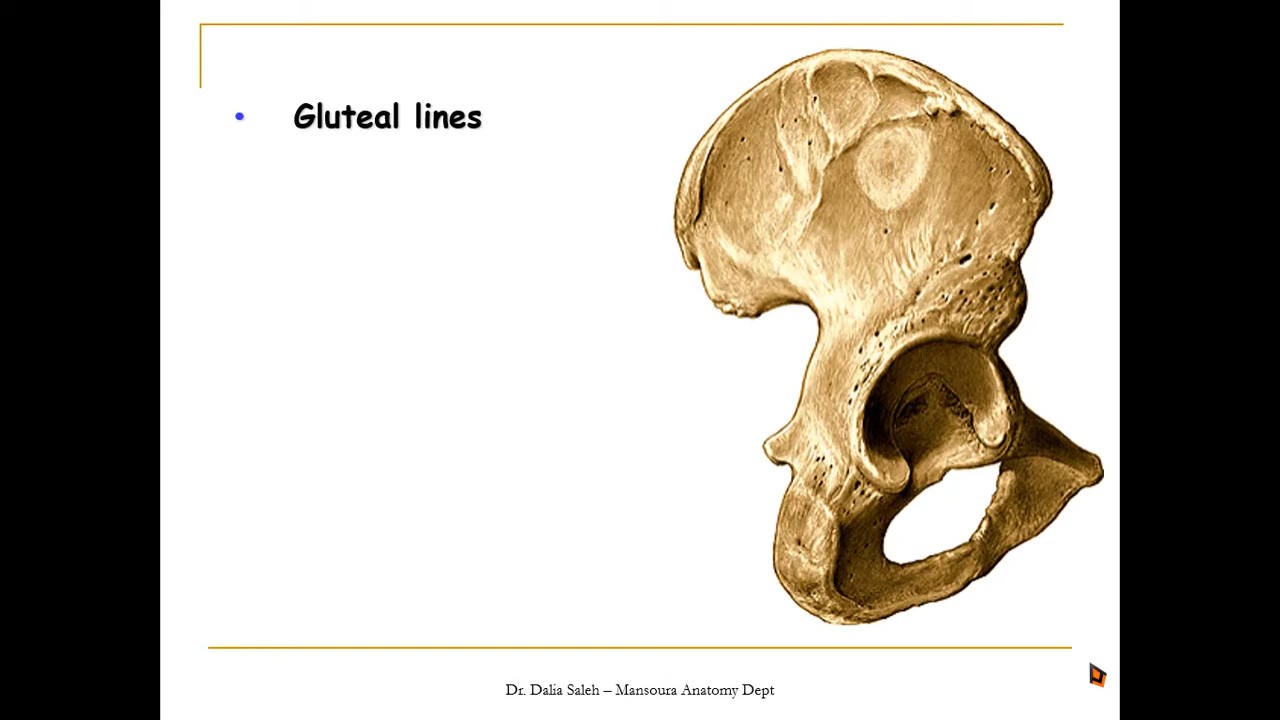 • Gluteal lines
Dr. Dalia Saleh – Mansoura Anatomy Dept